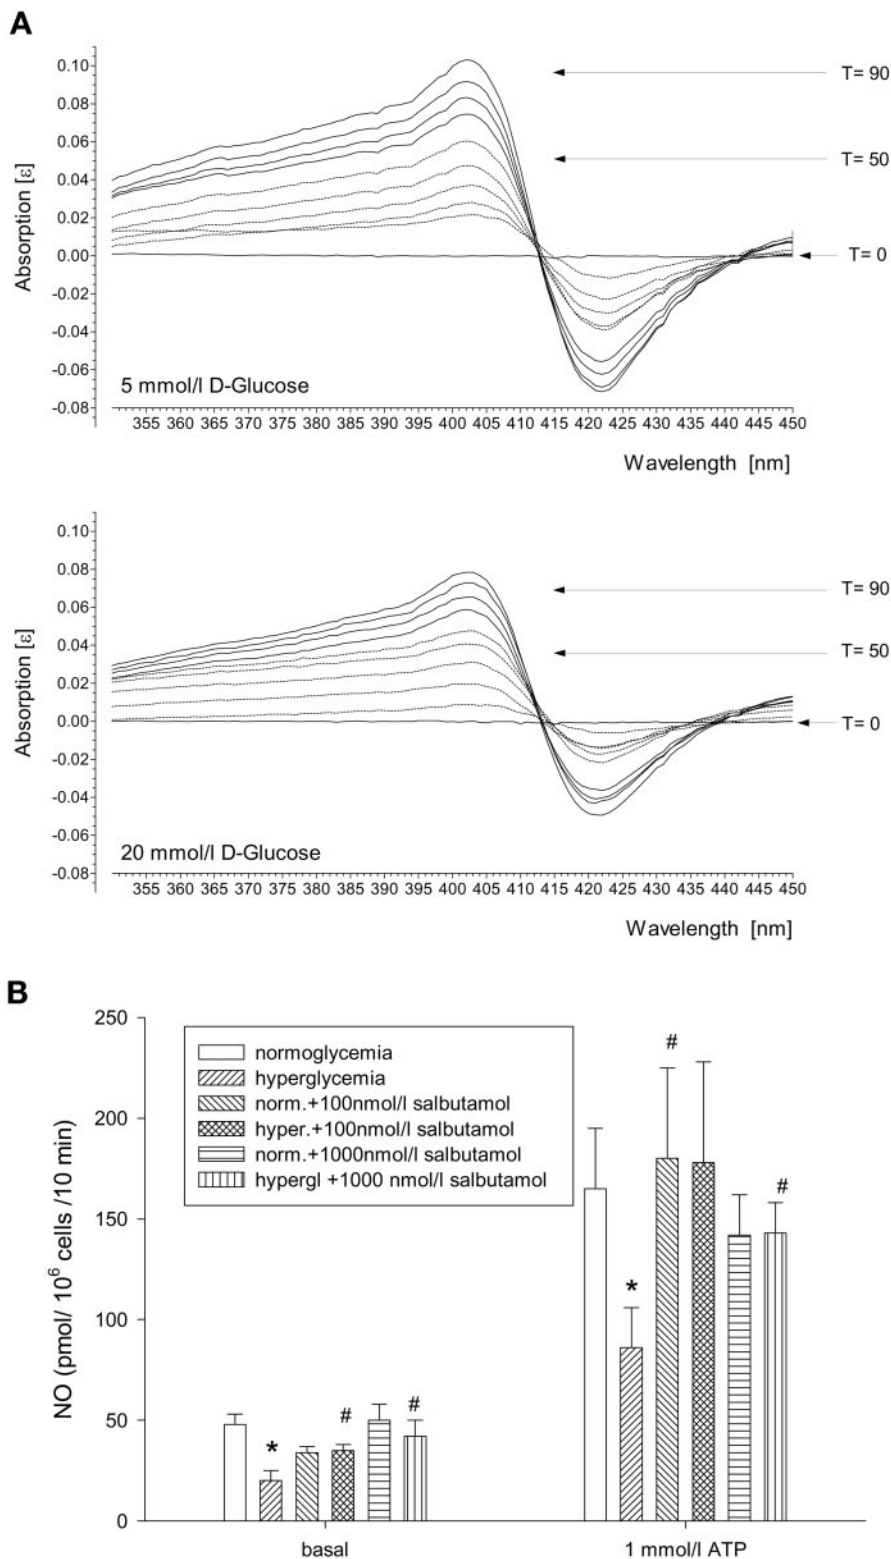 A
0.10
0.08
0.06
0.04
0.02
0.00
-0.02
-0.04
-0.06
-0.08
Absorption [ε]
T= 90
T= 50
T= 0
5 mmol/l D-Glucose
355 360 365 370 375 380 385 390 395 400 405 410 415 420 425 430 435 440 445 450
Wavelength [nm]
0.10
0.08
0.06
0.04
0.02
0.00
-0.02
-0.04
-0.06
-0.08
Absorption [ε]
T= 90
T= 50
T= 0
20 mmol/l D-Glucose
355 360 365 370 375 380 385 390 395 400 405 410 415 420 425 430 435 440 445 450
Wavelength [nm]
B
250
200
150
100
50
0
NO (pmol/ 10⁶ cells /10 min)
normoglycemia
hyperglycemia
norm.+100nmol/l salbutamol
hyper.+100nmol/l salbutamol
norm.+1000nmol/l salbutamol
hypergl +1000 nmol/l salbutamol
* # #
* # #
basal
1 mmol/l ATP